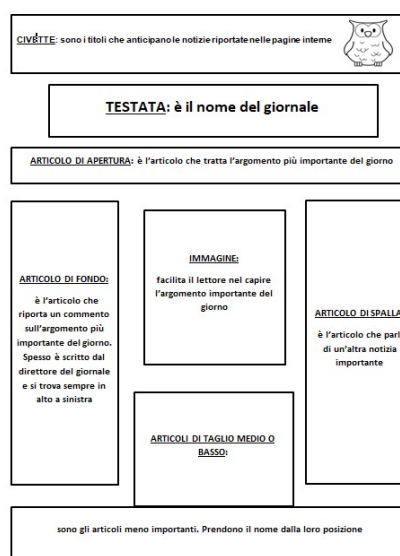 CIVETTE: sono i titoli che anticipano le notizie riportate nelle pagine interne
TESTATA: è il nome del giornale
ARTICOLO DI APERTURA: è l'articolo che tratta l'argomento più importante del giorno
ARTICOLO DI FONDO:
è l'articolo che
riporta un commento
sull'argomento più
importante del giorno.
Spesso è scritto dal
direttore del giornale
e si trova sempre in
alto a sinistra
IMMAGINE:
facilita il lettore nel capire
l'argomento importante del
giorno
ARTICOLO DI SPALLA
è l'articolo che parl
di un'altra notizia
importante
ARTICOLI DI TAGLIO MEDIO O
BASSO:
sono gli articoli meno importanti. Prendono il nome dalla loro posizione